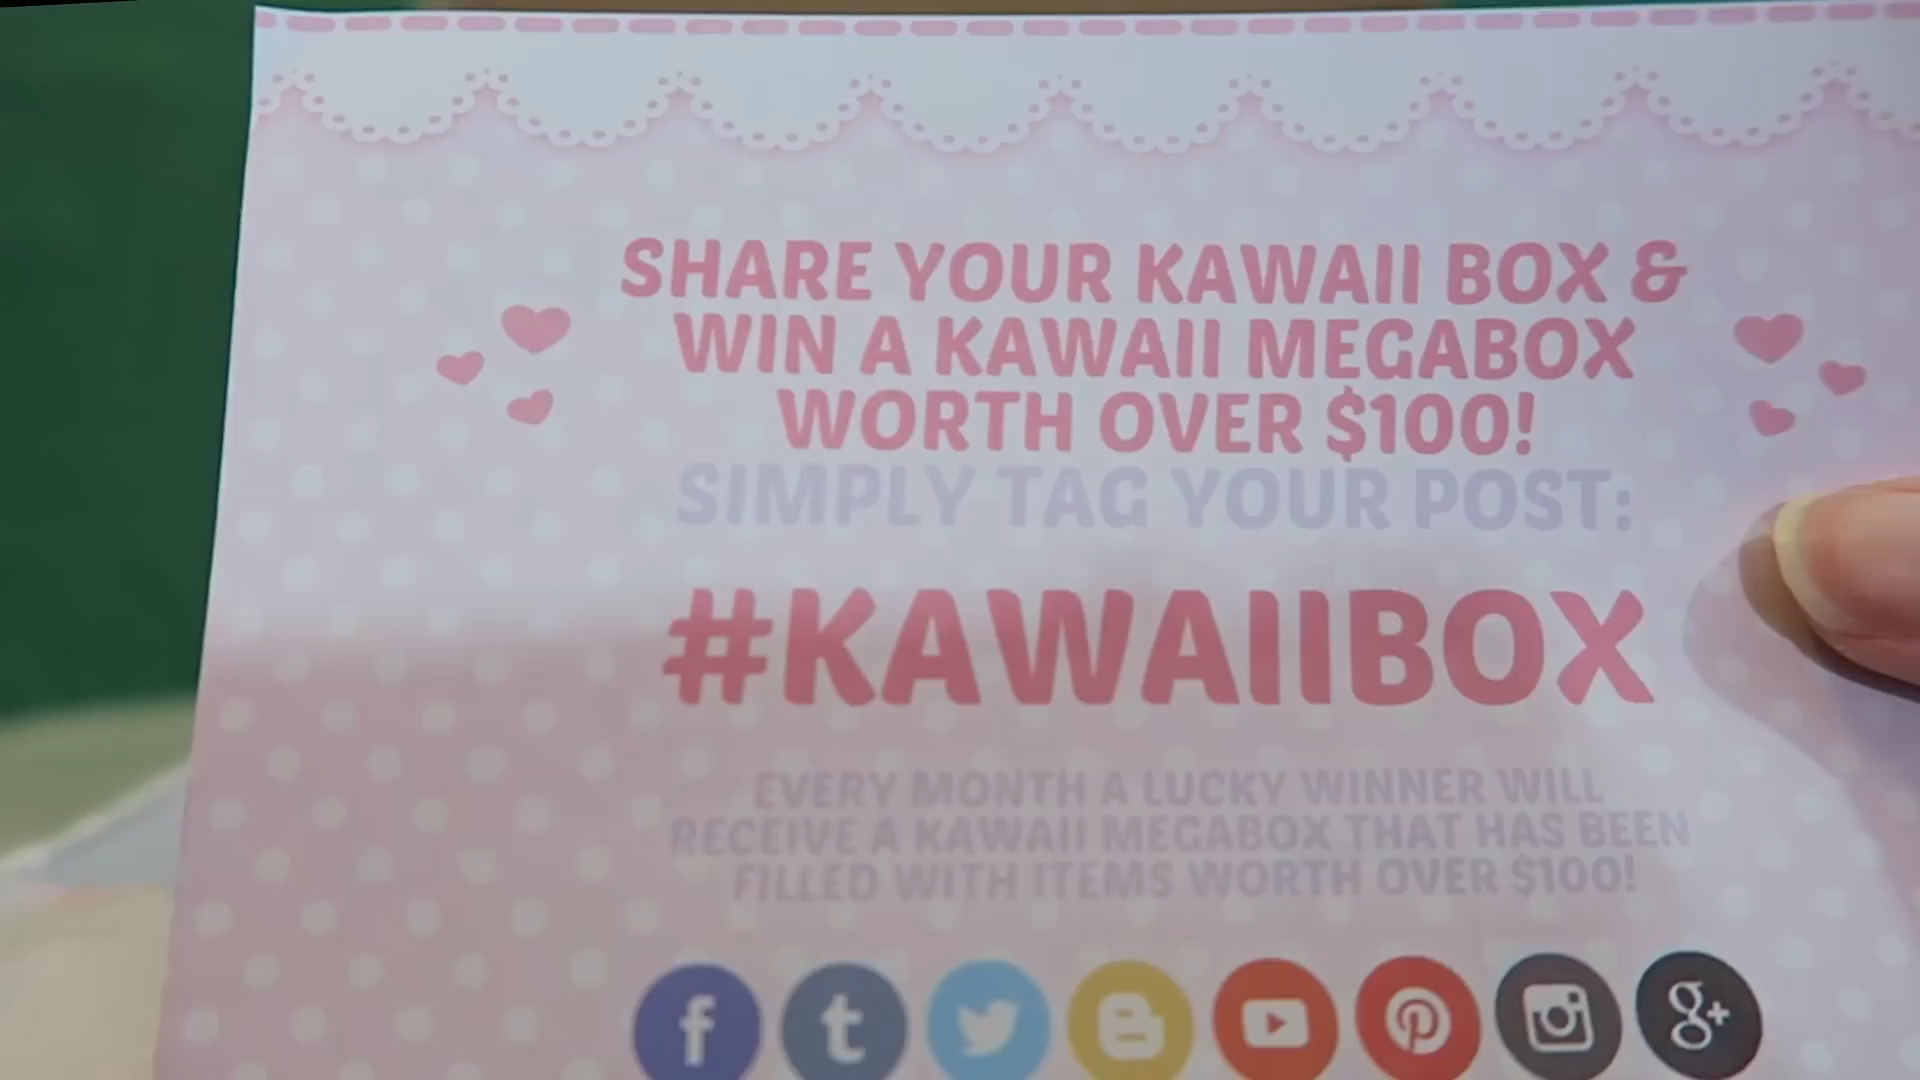 SHARE YOUR KAWAII BOX &
WIN A KAWAII MEGABOX
WORTH OVER $100!
SIMPLY TAG YOUR POST:
#KAWAIIBOX
EVERY MONTH A LUCKY WINNER WILL
RECEIVE A KAWAII MEGABOX THAT HAS BEEN
FILLED WITH ITEMS WORTH OVER $100!
f t g+